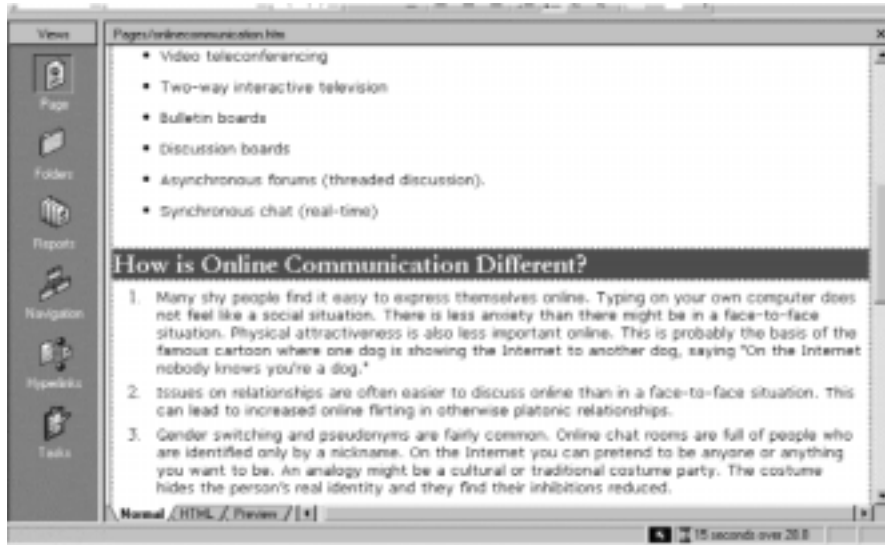 Views
Pages/onlinecommunication.htm
Page
Folders
Reports
Navigation
Hyperlinks
Tasks
• Video teleconferencing
• Two-way interactive television
• Bulletin boards
• Discussion boards
• Asynchronous forums (threaded discussion).
• Synchronous chat (real-time)
How is Online Communication Different?
1. Many shy people find it easy to express themselves online. Typing on your own computer does
not feel like a social situation. There is less anxiety than there might be in a face-to-face
situation. Physical attractiveness is also less important online. This is probably the basis of the
famous cartoon where one dog is showing the Internet to another dog, saying "On the Internet
nobody knows you're a dog."
2. Issues on relationships are often easier to discuss online than in a face-to-face situation. This
can lead to increased online flirting in otherwise platonic relationships.
3. Gender switching and pseudonyms are fairly common. Online chat rooms are full of people who
are identified only by a nickname. On the Internet you can pretend to be anyone or anything
you want to be. An analogy might be a cultural or traditional costume party. The costume
hides the person's real identity and they find their inhibitions reduced.
Normal / HTML / Preview /
15 seconds over 28.8